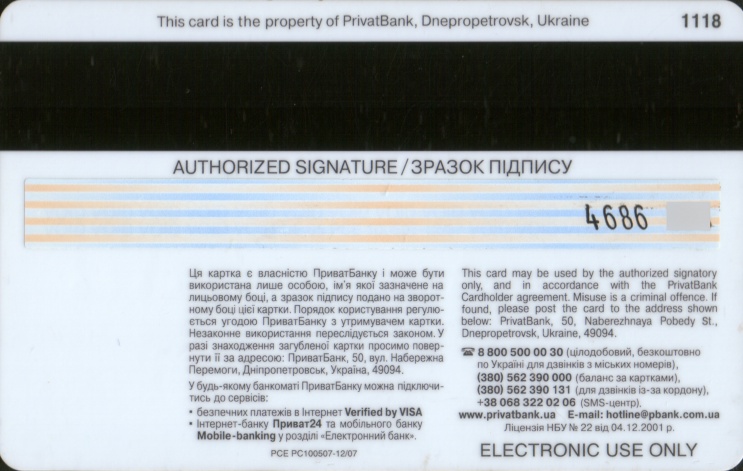 This card is the property of PrivatBank, Dnepropetrovsk, Ukraine
1118
AUTHORIZED SIGNATURE / ЗРАЗОК ПІДПИСУ
4686
Ця картка є власністю ПриватБанку і може бути
використана лише особою, ім'я якої зазначене на
лицьовому боці, а зразок підпису подано на зворот-
ному боці цієї картки. Порядок користування регулю-
ється угодою ПриватБанку з утримувачем картки.
Незаконне використання переслідується законом. У
разі знаходження загубленої картки просимо повер-
нути її за адресою: ПриватБанк, 50, вул. Набережна
Перемоги, Дніпропетровськ, Україна, 49094.
У будь-якому банкоматі ПриватБанку можна підключи-
тись до сервісів:
• безпечних платежів в Інтернет Verified by VISA
• Інтернет-банку Приват24 та мобільного банку
Mobile-banking у розділі «Електронний банк».
PCE PC100507-12/07
This card may be used by the authorized signatory
only, and in accordance with the PrivatBank
Cardholder agreement. Misuse is a criminal offence. If
found, please post the card to the address shown
below: PrivatBank, 50, Naberezhnaya Pobedy St.,
Dnepropetrovsk, Ukraine, 49094.
☎ 8 800 500 00 30 (цілодобовий, безкоштовно
по Україні для дзвінків з міських номерів),
(380) 562 390 000 (баланс за картками),
(380) 562 390 131 (для дзвінків із-за кордону),
+38 068 322 02 06 (SMS-центр).
www.privatbank.ua E-mail: hotline@pbank.com.ua
Ліцензія НБУ № 22 від 04.12.2001 р.
ELECTRONIC USE ONLY